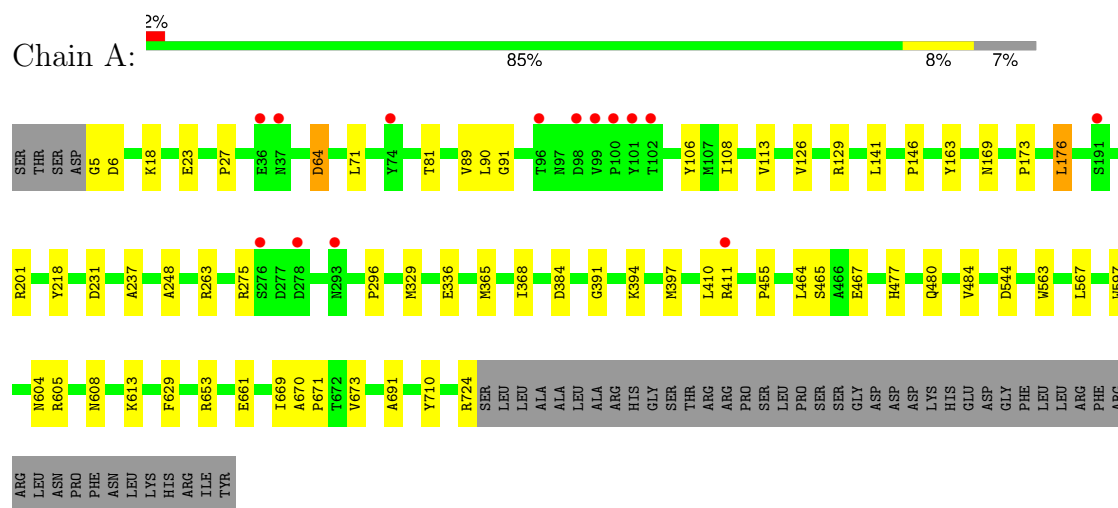 2%
Chain A:
85% 8% 7%
SER THR SER ASP G5 D6 K18 E23 P27 E36 N37 D64 L71 Y74 T81 V89 L90 G91 T96 N97 D98 V99 P100 Y101 T102 Y106 M107 I108 V113 V126 R129 L141 P146 Y163 N169 P173 L176 S191
R201 Y218 D231 A237 A248 R263 R275 S276 D277 D278 N293 P296 M329 E336 M365 I368 D384 G391 K394 M397 L410 R411 P455 L464 S465 A466 E467 H477 Q480 V484 D544 W563 L567
N604 R605 N608 K613 F629 R653 E661 I669 A670 P671 T672 V673 A691 Y710 R724 SER LEU LEU ALA ALA LEU ALA ARG HIS GLY SER THR ARG ARG PRO SER LEU PRO SER SER GLY ASP ASP ASP LYS HIS GLU ASP GLY PHE LEU LEU ARG PHE ARG
ARG LEU ASN PRO PHE ASN LEU LYS HIS ARG ILE TYR